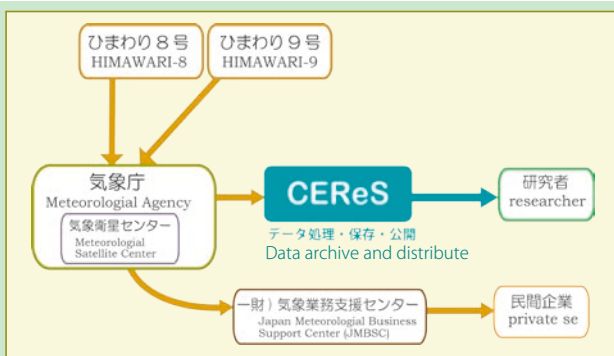 ひまわり8号
HIMAWARI-8
ひまわり9号
HIMAWARI-9
気象庁
Meteorologial Agency
気象衛星センター
Meteorologial
Satellite Center
CEReS
データ処理・保存・公開
Data archive and distribute
研究者
researcher
一財）気象業務支援センター
Japan Meteorologial Business
Support Center (JMBSC)
民間企業
private se